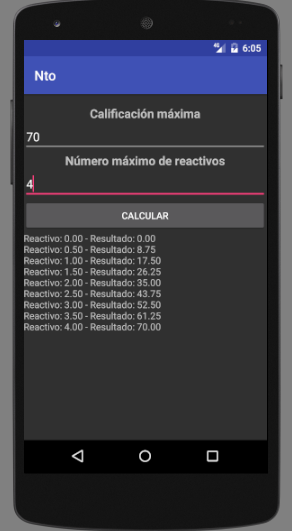 6:05
Nto
Calificación máxima
70
Número máximo de reactivos
4
CALCULAR
Reactivo: 0.00 - Resultado: 0.00
Reactivo: 0.50 - Resultado: 8.75
Reactivo: 1.00 - Resultado: 17.50
Reactivo: 1.50 - Resultado: 26.25
Reactivo: 2.00 - Resultado: 35.00
Reactivo: 2.50 - Resultado: 43.75
Reactivo: 3.00 - Resultado: 52.50
Reactivo: 3.50 - Resultado: 61.25
Reactivo: 4.00 - Resultado: 70.00